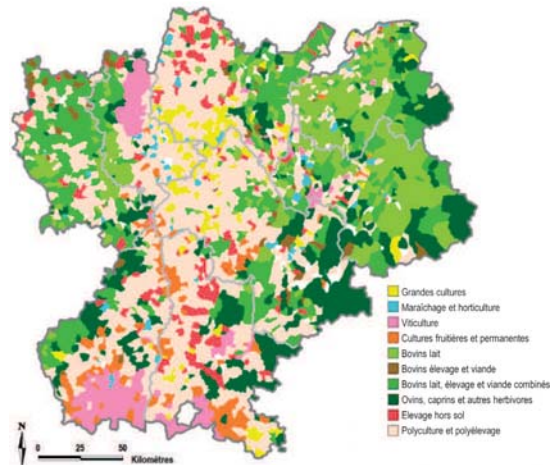 Grandes cultures
Maraîchage et horticulture
Viticulture
Cultures fruitières et permanentes
Bovins lait
Bovins élevage et viande
Bovins lait, élevage et viande combinés
Ovins, caprins et autres herbivores
Elevage hors sol
Polyculture et polyélevage
N
0 25 50
Kilomètres